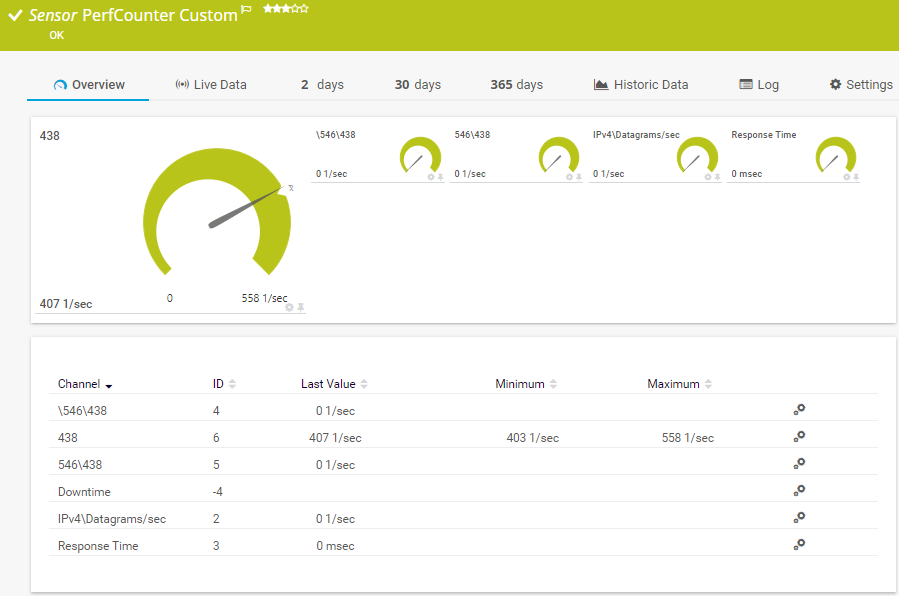 Sensor PerfCounter Custom
OK
Overview Live Data 2 days 30 days 365 days Historic Data Log Settings
438
407 1/sec
0
558 1/sec
x̄
\546\438
0 1/sec
546\438
0 1/sec
IPv4\Datagrams/sec
0 1/sec
Response Time
0 msec
Channel ID Last Value Minimum Maximum
\546\438 4 0 1/sec
438 6 407 1/sec 403 1/sec 558 1/sec
546\438 5 0 1/sec
Downtime -4
IPv4\Datagrams/sec 2 0 1/sec
Response Time 3 0 msec